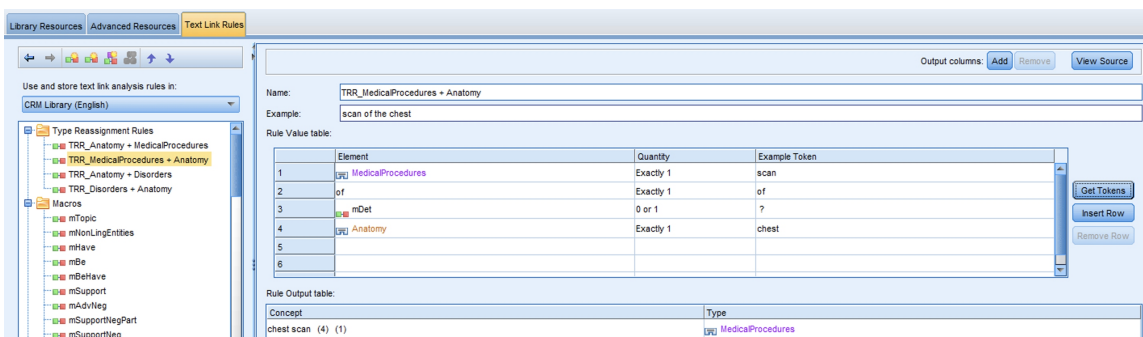 Library Resources Advanced Resources Text Link Rules
Output columns: Add Remove View Source
Use and store text link analysis rules in:
CRM Library (English)
Type Reassignment Rules
TRR_Anatomy + MedicalProcedures
TRR_MedicalProcedures + Anatomy
TRR_Anatomy + Disorders
TRR_Disorders + Anatomy
Macros
mTopic
mNonLingEntities
mHave
mBe
mBeHave
mSupport
mAdvNeg
mSupportNegPart
mSupportNeg
Name: TRR_MedicalProcedures + Anatomy
Example: scan of the chest
Rule Value table:
Element Quantity Example Token
1 MedicalProcedures Exactly 1 scan
2 of Exactly 1 of
3 mDet 0 or 1 ?
4 Anatomy Exactly 1 chest
5
6
Get Tokens
Insert Row
Remove Row
Rule Output table:
Concept Type
chest scan (4) (1) MedicalProcedures